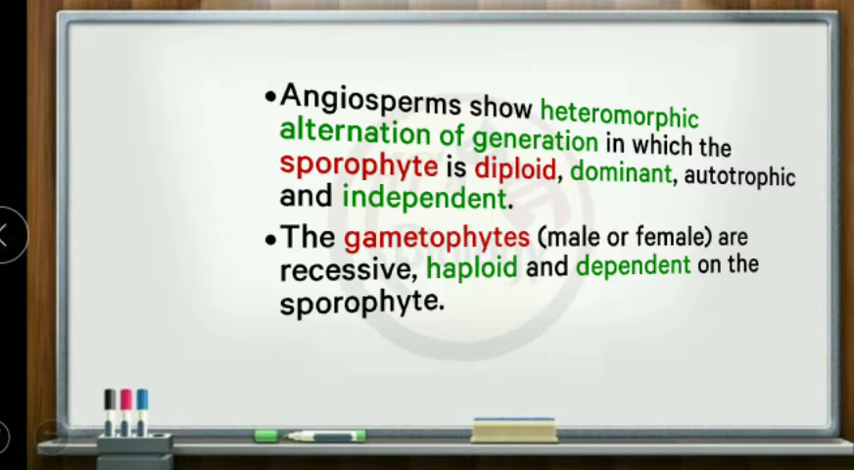 •Angiosperms show heteromorphic
alternation of generation in which the
sporophyte is diploid, dominant, autotrophic
and independent.
•The gametophytes (male or female) are
recessive, haploid and dependent on the
sporophyte.